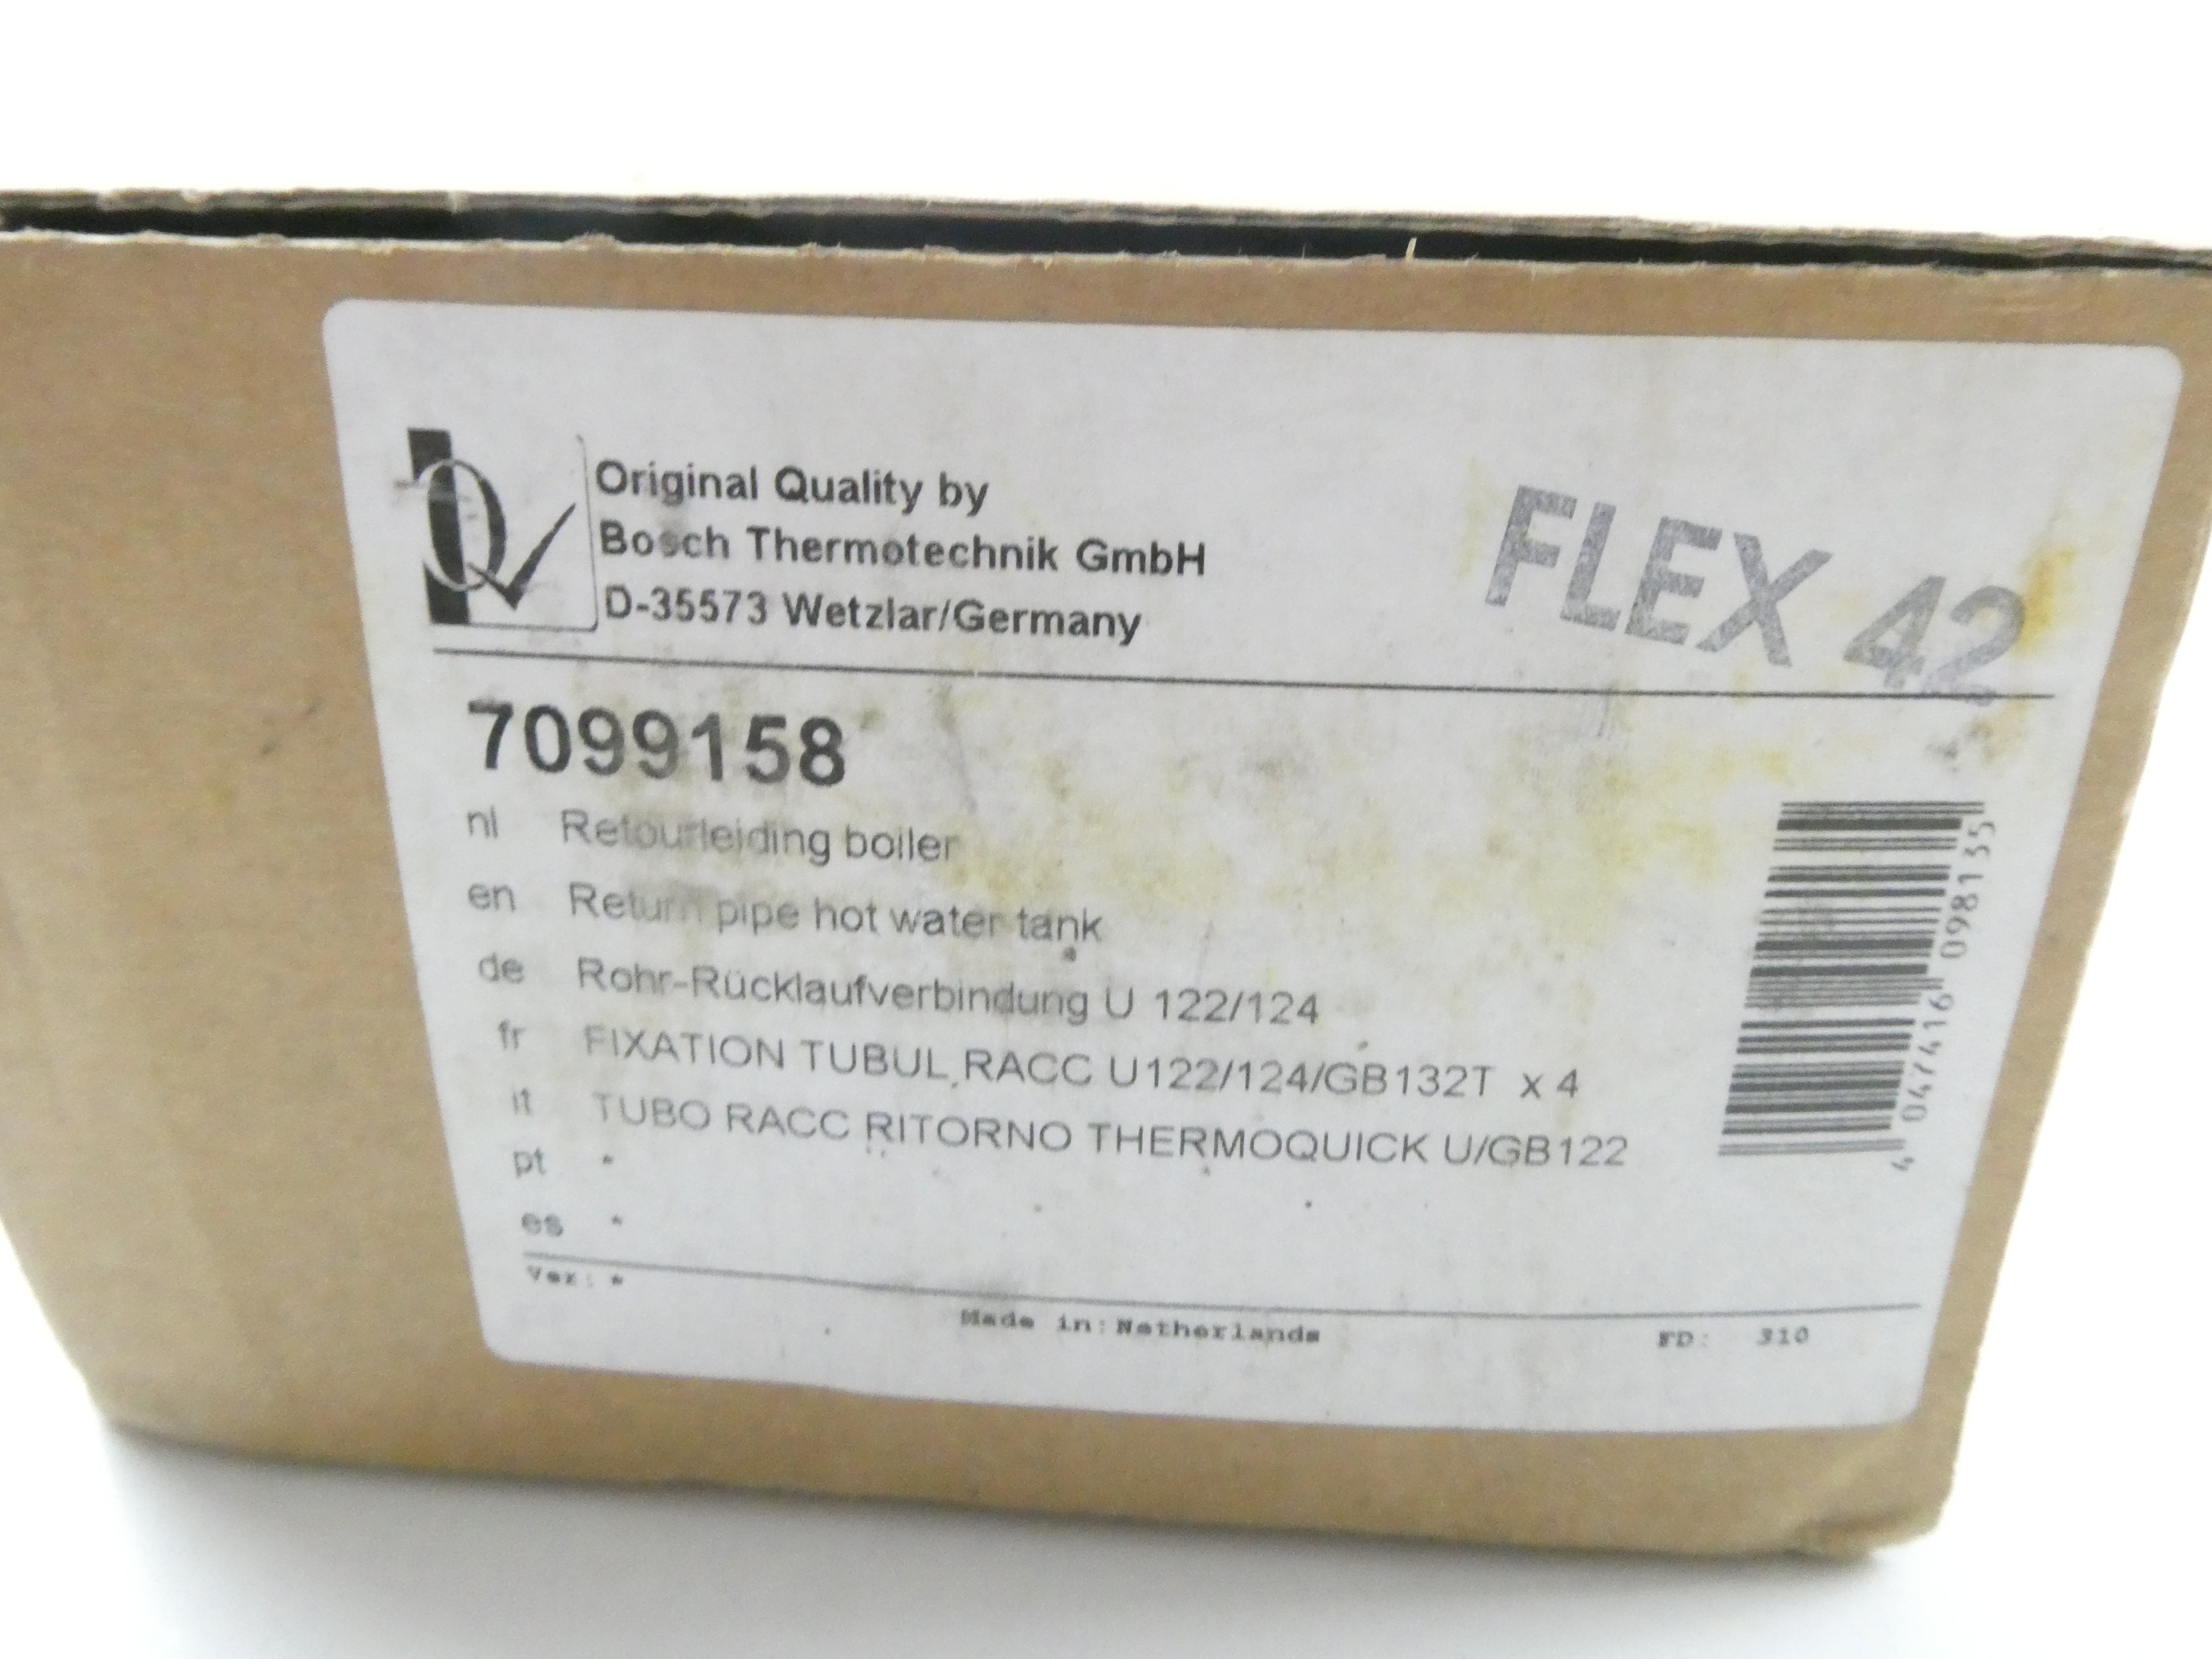 Original Quality by
Bosch Thermotechnik GmbH
D-35573 Wetzlar/Germany
FLEX 42
7099158
nl Retourleiding boiler
en Return pipe hot water tank
de Rohr-Rücklaufverbindung U 122/124
fr FIXATION TUBUL,RACC U122/124/GB132T x 4
it TUBO RACC RITORNO THERMOQUICK U/GB122
pt *
es *
4 047416 098135
Ver: *
Made in: Netherlands
FD: 310